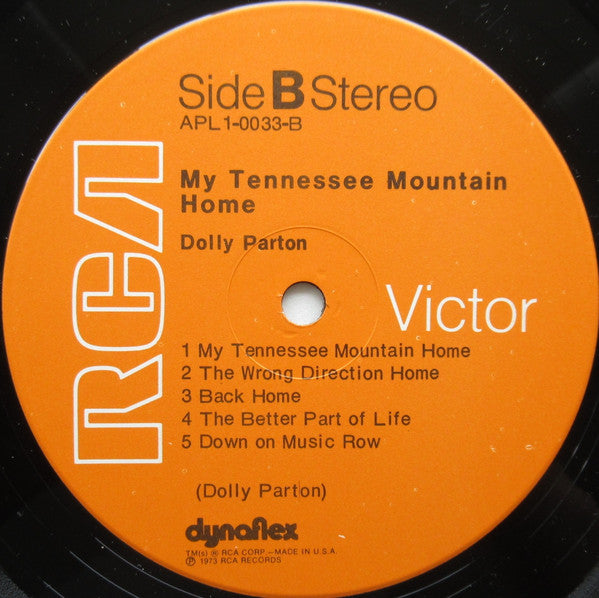 Side B Stereo
APL1-0033-B
My Tennessee Mountain
Home
Dolly Parton
RCA
Victor
1 My Tennessee Mountain Home
2 The Wrong Direction Home
3 Back Home
4 The Better Part of Life
5 Down on Music Row
(Dolly Parton)
dynaflex
TM(s) ® RCA CORP.–MADE IN U.S.A.
℗ 1973 RCA RECORDS